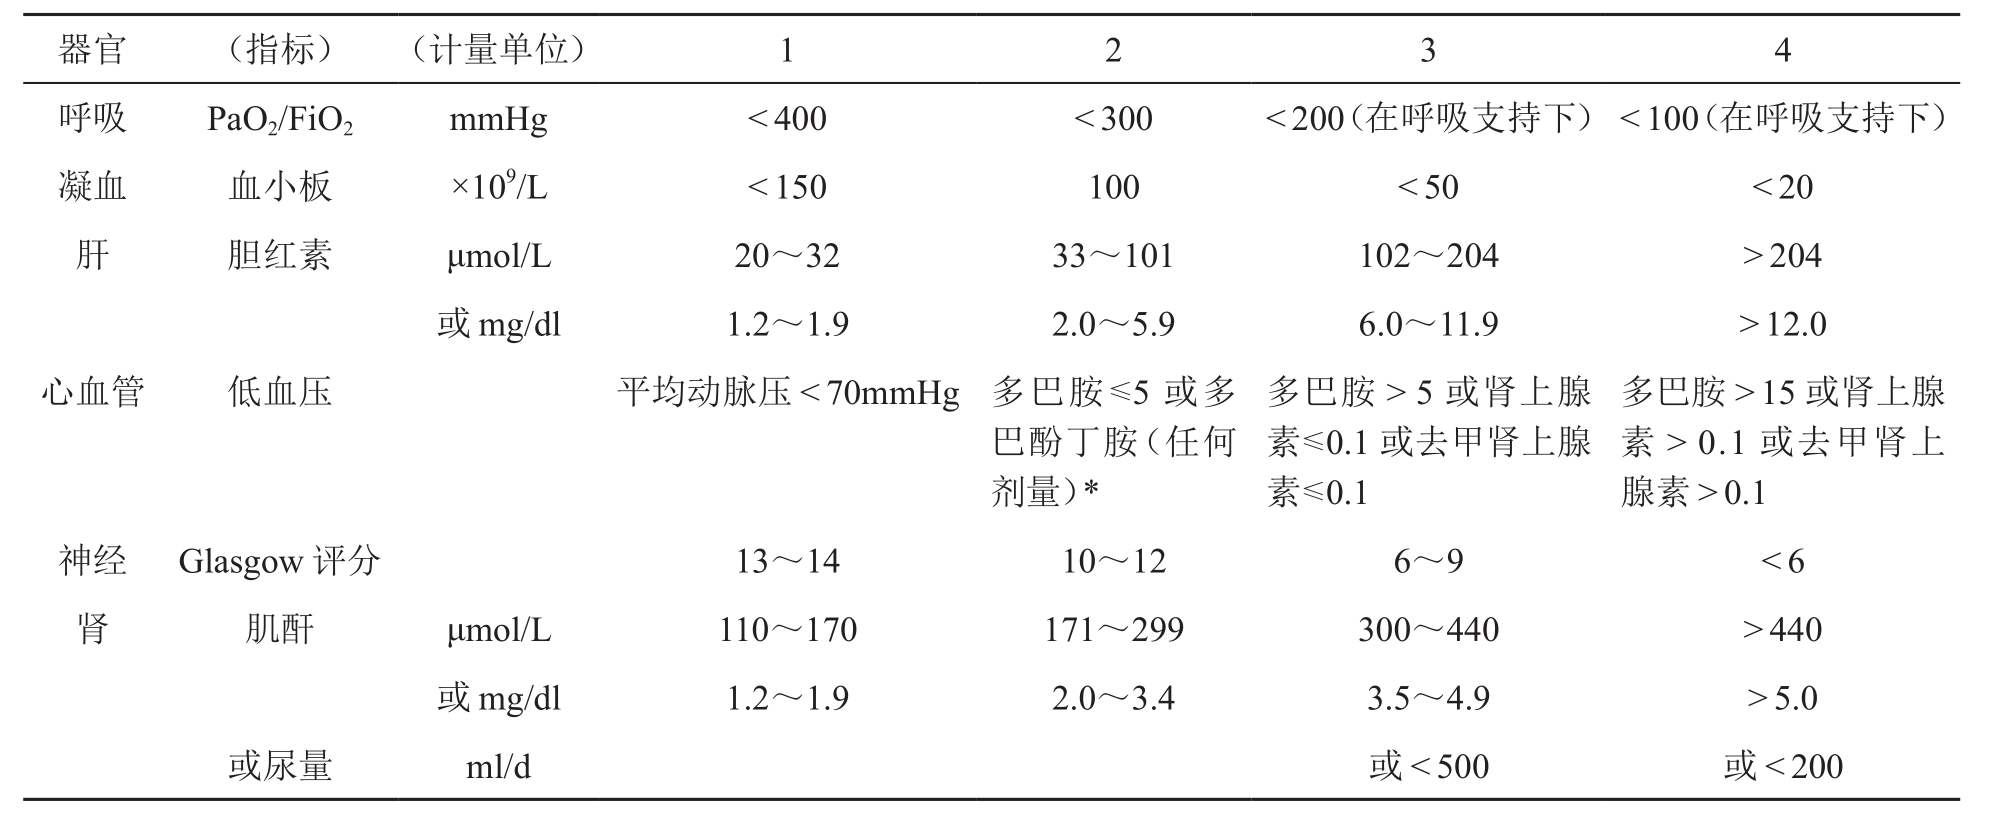 器官 （指标） （计量单位） 1 2 3 4
呼吸 PaO₂/FiO₂ mmHg <400 <300 <200（在呼吸支持下） <100（在呼吸支持下）
凝血 血小板 ×10⁹/L <150 100 <50 <20
肝 胆红素 μmol/L 20～32 33～101 102～204 >204
或 mg/dl 1.2～1.9 2.0～5.9 6.0～11.9 >12.0
心血管 低血压 平均动脉压<70mmHg 多巴胺≤5 或多 多巴胺>5 或肾上腺 多巴胺>15 或肾上腺
巴酚丁胺（任何 素≤0.1 或去甲肾上腺 素>0.1 或去甲肾上
剂量）* 素≤0.1 腺素>0.1
神经 Glasgow 评分 13～14 10～12 6～9 <6
肾 肌酐 μmol/L 110～170 171～299 300～440 >440
或 mg/dl 1.2～1.9 2.0～3.4 3.5～4.9 >5.0
或尿量 ml/d 或<500 或<200